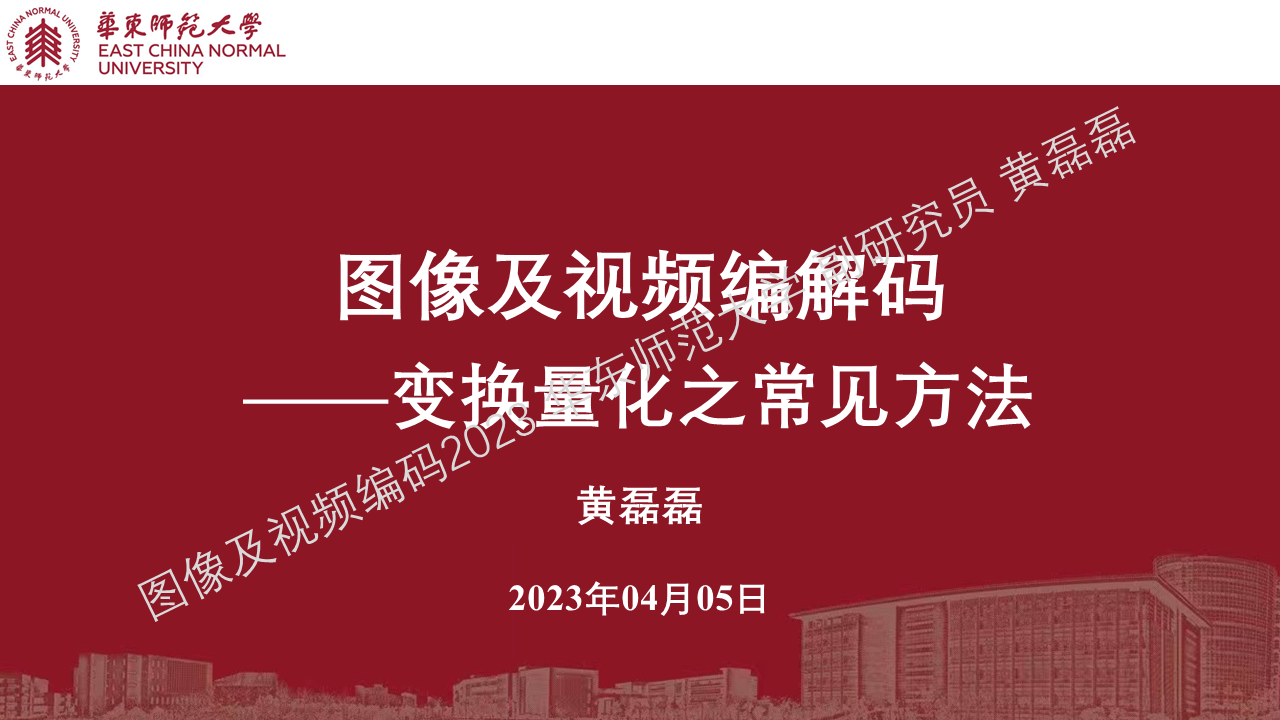 華東師範大學
EAST CHINA NORMAL
UNIVERSITY
EAST CHINA NORMAL UNIVERSITY
華東師範大學
图像及视频编解码
——变换量化之常见方法
黄磊磊
2023年04月05日
图像及视频编码2023 华东师范大学 副研究员 黄磊磊